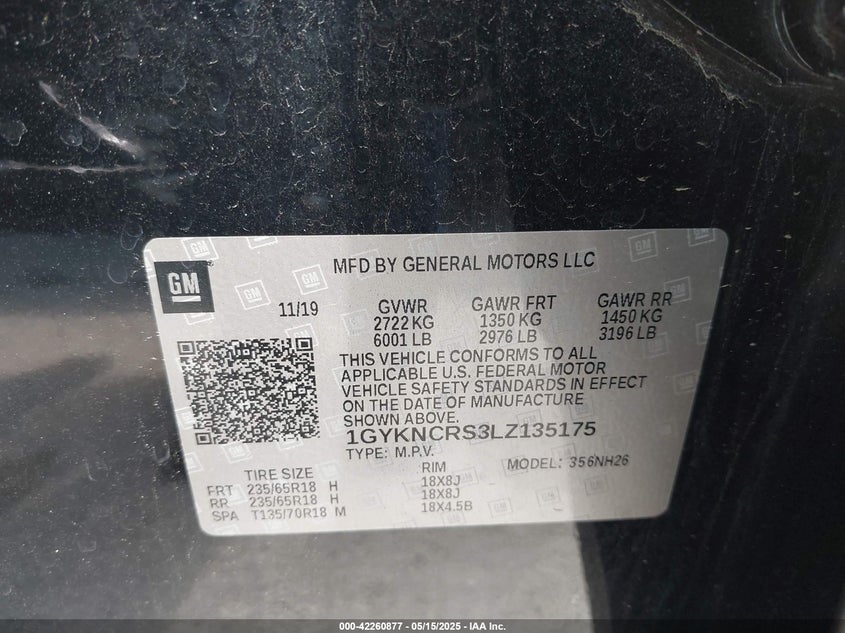 GM
MFD BY GENERAL MOTORS LLC
11/19
GVWR
2722 KG
6001 LB
GAWR FRT
1350 KG
2976 LB
GAWR RR
1450 KG
3196 LB
THIS VEHICLE CONFORMS TO ALL
APPLICABLE U.S. FEDERAL MOTOR
VEHICLE SAFETY STANDARDS IN EFFECT
ON THE DATE OF MANUFACTURE
SHOWN ABOVE.
1GYKNCRS3LZ135175
TYPE: M.P.V.
MODEL: 356NH26
TIRE SIZE
RIM
FRT 235/65R18 H 18X8J
RR 235/65R18 H 18X8J
SPA T135/70R18 M 18X4.5B
000-42260877 — 05/15/2025 — IAA Inc.